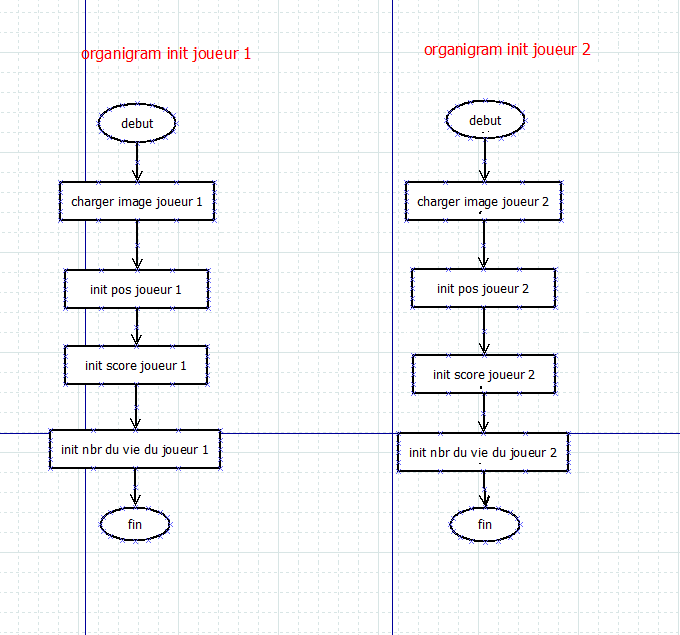 organigram init joueur 1
debut
charger image joueur 1
init pos joueur 1
init score joueur 1
init nbr du vie du joueur 1
fin
organigram init joueur 2
debut
charger image joueur 2
init pos joueur 2
init score joueur 2
init nbr du vie du joueur 2
fin